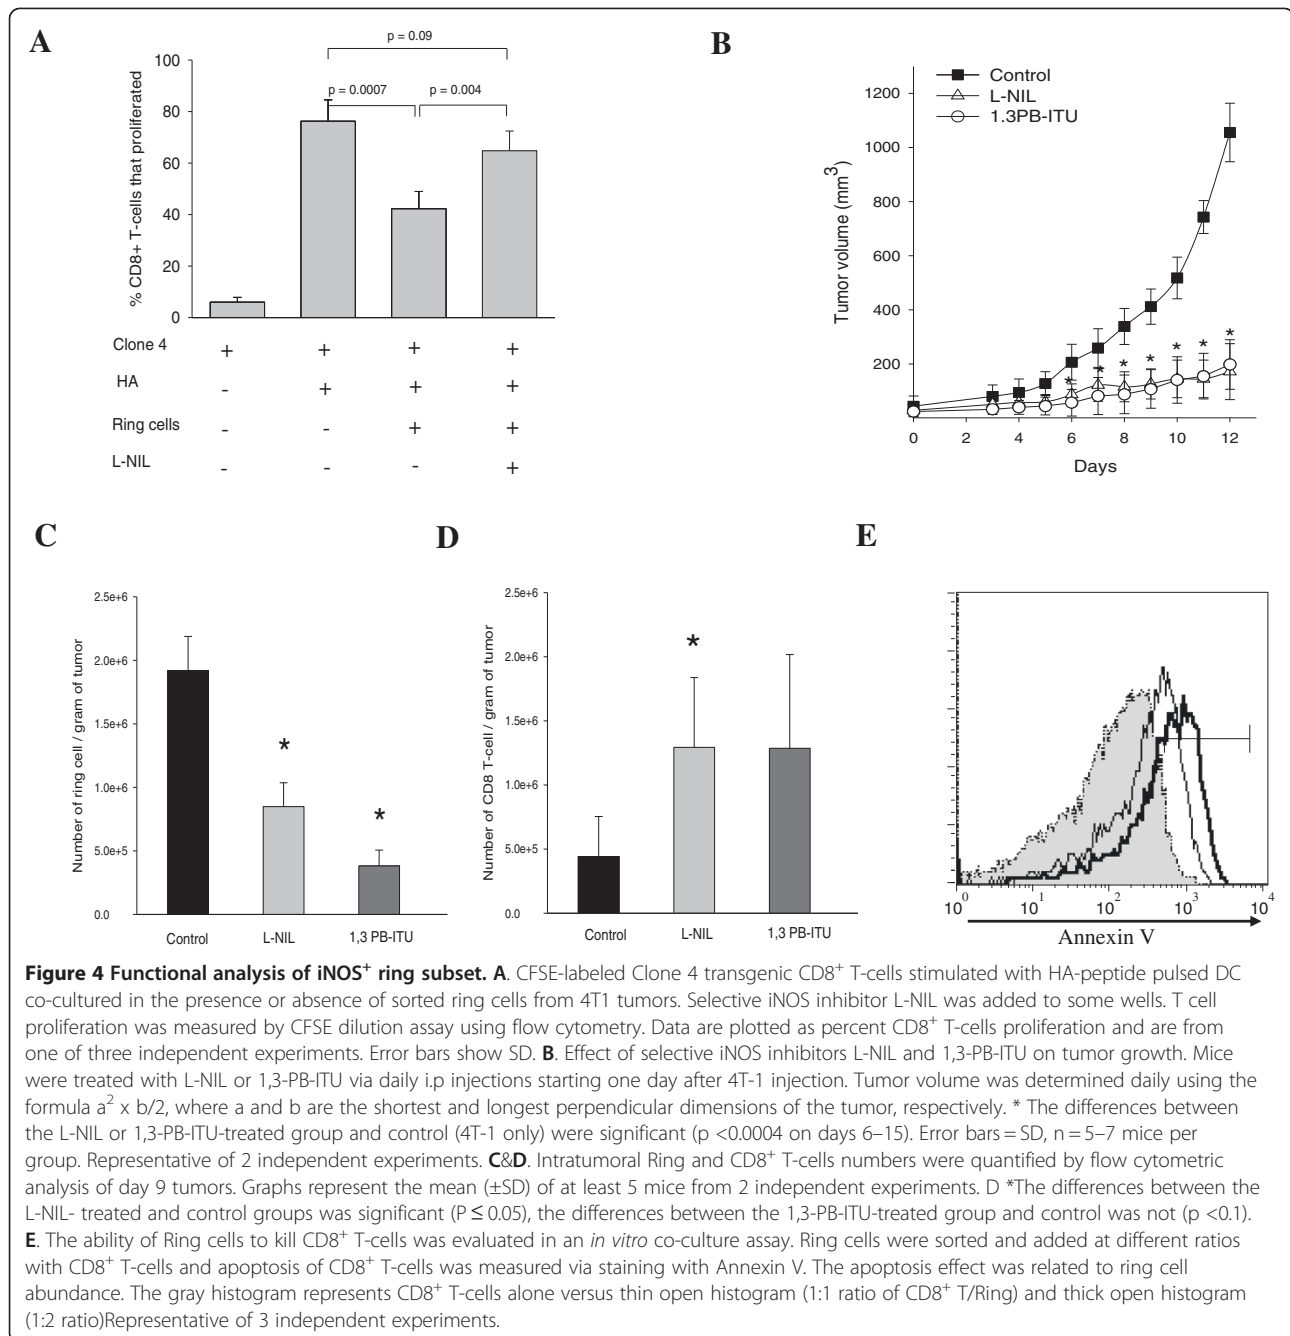 A
p = 0.09
p = 0.0007
p = 0.004
% CD8+ T-cells that proliferated
100
80
60
40
20
0
Clone 4 + + + +
HA - + + +
Ring cells - - + +
L-NIL - - - +
B
Control
L-NIL
1.3PB-ITU
Tumor volume (mm³)
1200
1000
800
600
400
200
* * * * * * *
0 2 4 6 8 10 12
Days
C
Number of ring cell / gram of tumor
2.5e+6
2.0e+6
1.5e+6
1.0e+6
5.0e+5
0.0
* *
Control L-NIL 1,3 PB-ITU
D
Number of CD8 T-cell / gram of tumor
2.5e+6
2.0e+6
1.5e+6
1.0e+6
5.0e+5
0.0
*
Control L-NIL 1,3 PB-ITU
E
10⁰ 10¹ 10² 10³ 10⁴
Annexin V
Figure 4 Functional analysis of iNOS⁺ ring subset. A. CFSE-labeled Clone 4 transgenic CD8⁺ T-cells stimulated with HA-peptide pulsed DC
co-cultured in the presence or absence of sorted ring cells from 4T1 tumors. Selective iNOS inhibitor L-NIL was added to some wells. T cell
proliferation was measured by CFSE dilution assay using flow cytometry. Data are plotted as percent CD8⁺ T-cells proliferation and are from
one of three independent experiments. Error bars show SD. B. Effect of selective iNOS inhibitors L-NIL and 1,3-PB-ITU on tumor growth. Mice
were treated with L-NIL or 1,3-PB-ITU via daily i.p injections starting one day after 4T-1 injection. Tumor volume was determined daily using the
formula a² x b/2, where a and b are the shortest and longest perpendicular dimensions of the tumor, respectively. * The differences between
the L-NIL or 1,3-PB-ITU-treated group and control (4T-1 only) were significant (p <0.0004 on days 6–15). Error bars = SD, n = 5–7 mice per
group. Representative of 2 independent experiments. C&D. Intratumoral Ring and CD8⁺ T-cells numbers were quantified by flow cytometric
analysis of day 9 tumors. Graphs represent the mean (±SD) of at least 5 mice from 2 independent experiments. D *The differences between the
L-NIL- treated and control groups was significant (P ≤ 0.05), the differences between the 1,3-PB-ITU-treated group and control was not (p <0.1).
E. The ability of Ring cells to kill CD8⁺ T-cells was evaluated in an in vitro co-culture assay. Ring cells were sorted and added at different ratios
with CD8⁺ T-cells and apoptosis of CD8⁺ T-cells was measured via staining with Annexin V. The apoptosis effect was related to ring cell
abundance. The gray histogram represents CD8⁺ T-cells alone versus thin open histogram (1:1 ratio of CD8⁺ T/Ring) and thick open histogram
(1:2 ratio)Representative of 3 independent experiments.